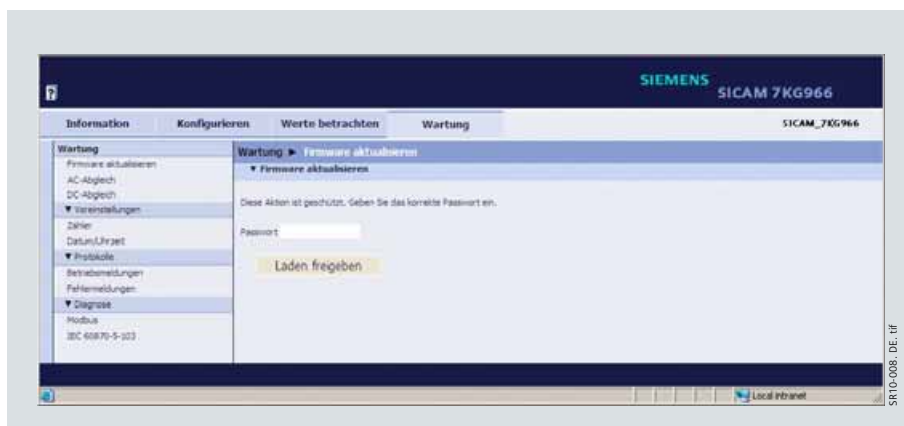 SIEMENS
SICAM 7KG966
?
Information Konfigurieren Werte betrachten Wartung SICAM_7KG966
Wartung
Firmware aktualisieren
AC-Abgleich
DC-Abgleich
▼ Voreinstellungen
Zähler
Datum/Uhrzeit
▼ Protokolle
Betriebsmeldungen
Fehlermeldungen
▼ Diagnose
Modbus
IEC 60870-5-103
Wartung ► Firmware aktualisieren
▼ Firmware aktualisieren
Diese Aktion ist geschützt. Geben Sie das korrekte Passwort ein.
Passwort
Laden freigeben
Local intranet
SR10-008. DE. tif